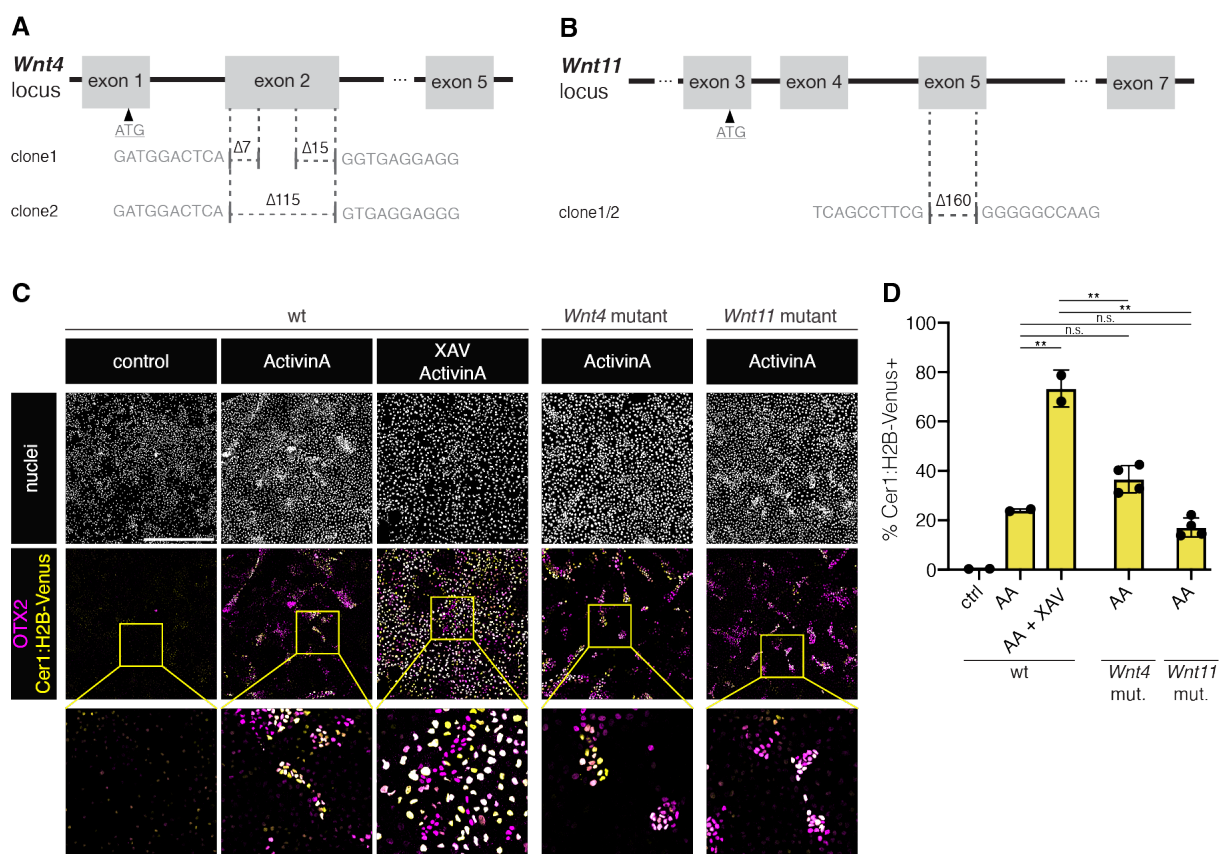 A
Wnt4
locus
exon 1
exon 2
...
exon 5
ATG
clone1
GATGGACTCA
Δ7
Δ15
GGTGAGGAGG
clone2
GATGGACTCA
Δ115
GTGAGGAGGG
B
Wnt11
locus
...
exon 3
exon 4
exon 5
...
exon 7
ATG
clone1/2
TCAGCCTTCG
Δ160
GGGGGCCAAG
C
wt
Wnt4 mutant
Wnt11 mutant
control
ActivinA
XAV
ActivinA
ActivinA
ActivinA
nuclei
OTX2
Cer1:H2B-Venus
D
**
**
n.s.
n.s.
**
% Cer1:H2B-Venus+
100
80
60
40
20
0
ctrl
AA
AA + XAV
AA
AA
wt
Wnt4
mut.
Wnt11
mut.